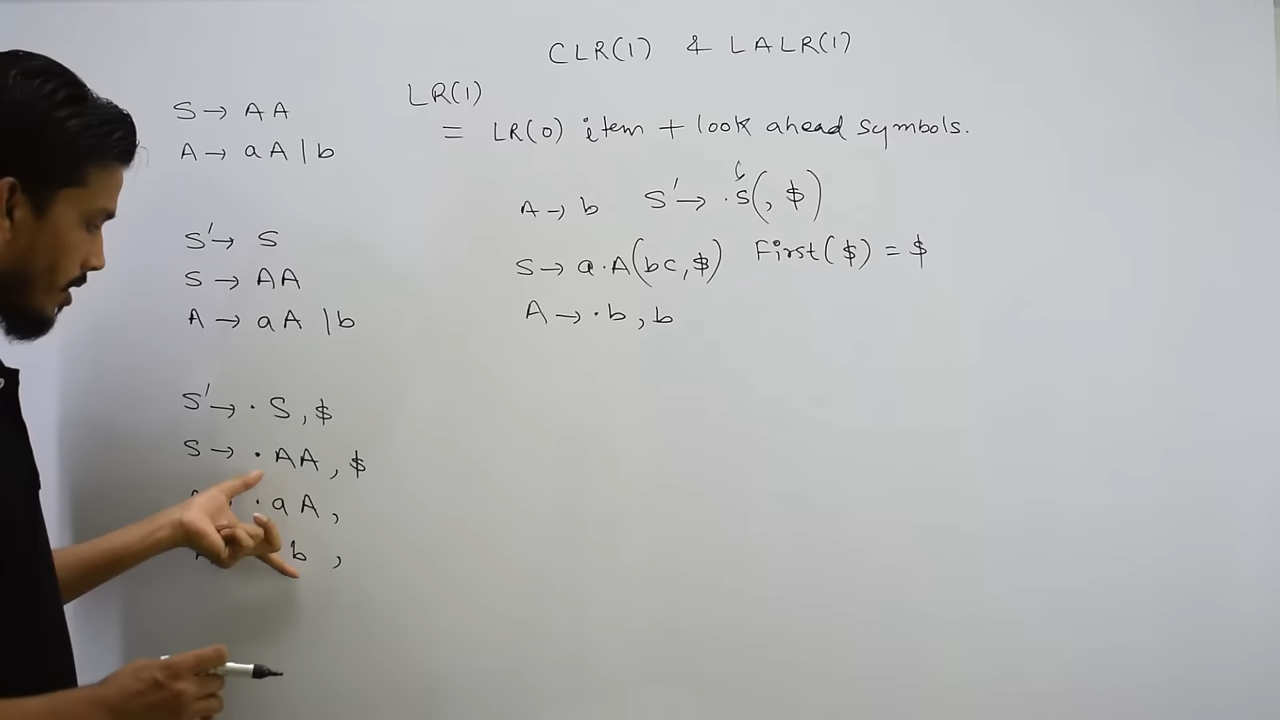 CLR(1) & LALR(1)
S → AA
A → aA | b
S' → S
S → AA
A → aA | b
S' → · S , $
S → · AA , $
· a A ,
b ,
LR(1)
= LR(0) item + look ahead symbols.
A → b S' → · S ( , $ )
S → a · A ( bc , $ ) First ( $ ) = $
A → · b , b